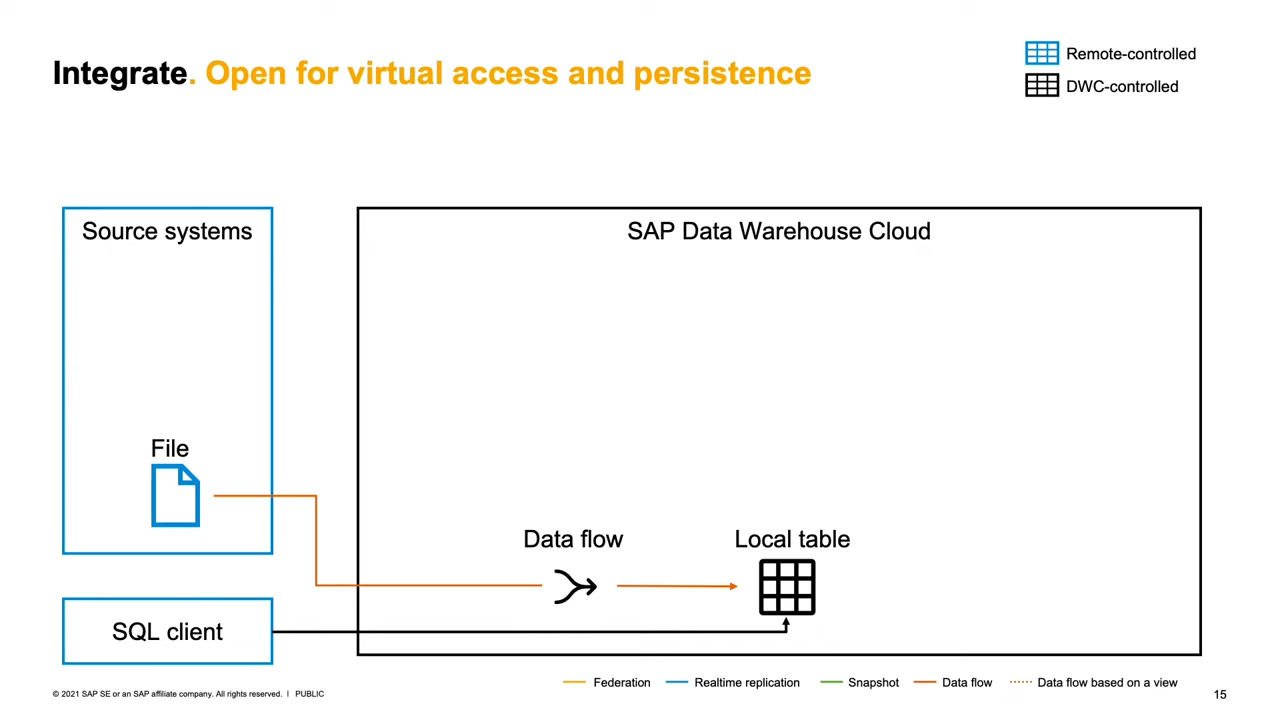 Integrate. Open for virtual access and persistence
Remote-controlled
DWC-controlled
Source systems
SAP Data Warehouse Cloud
File
Data flow
Local table
SQL client
Federation
Realtime replication
Snapshot
Data flow
Data flow based on a view
© 2021 SAP SE or an SAP affiliate company. All rights reserved. | PUBLIC
15